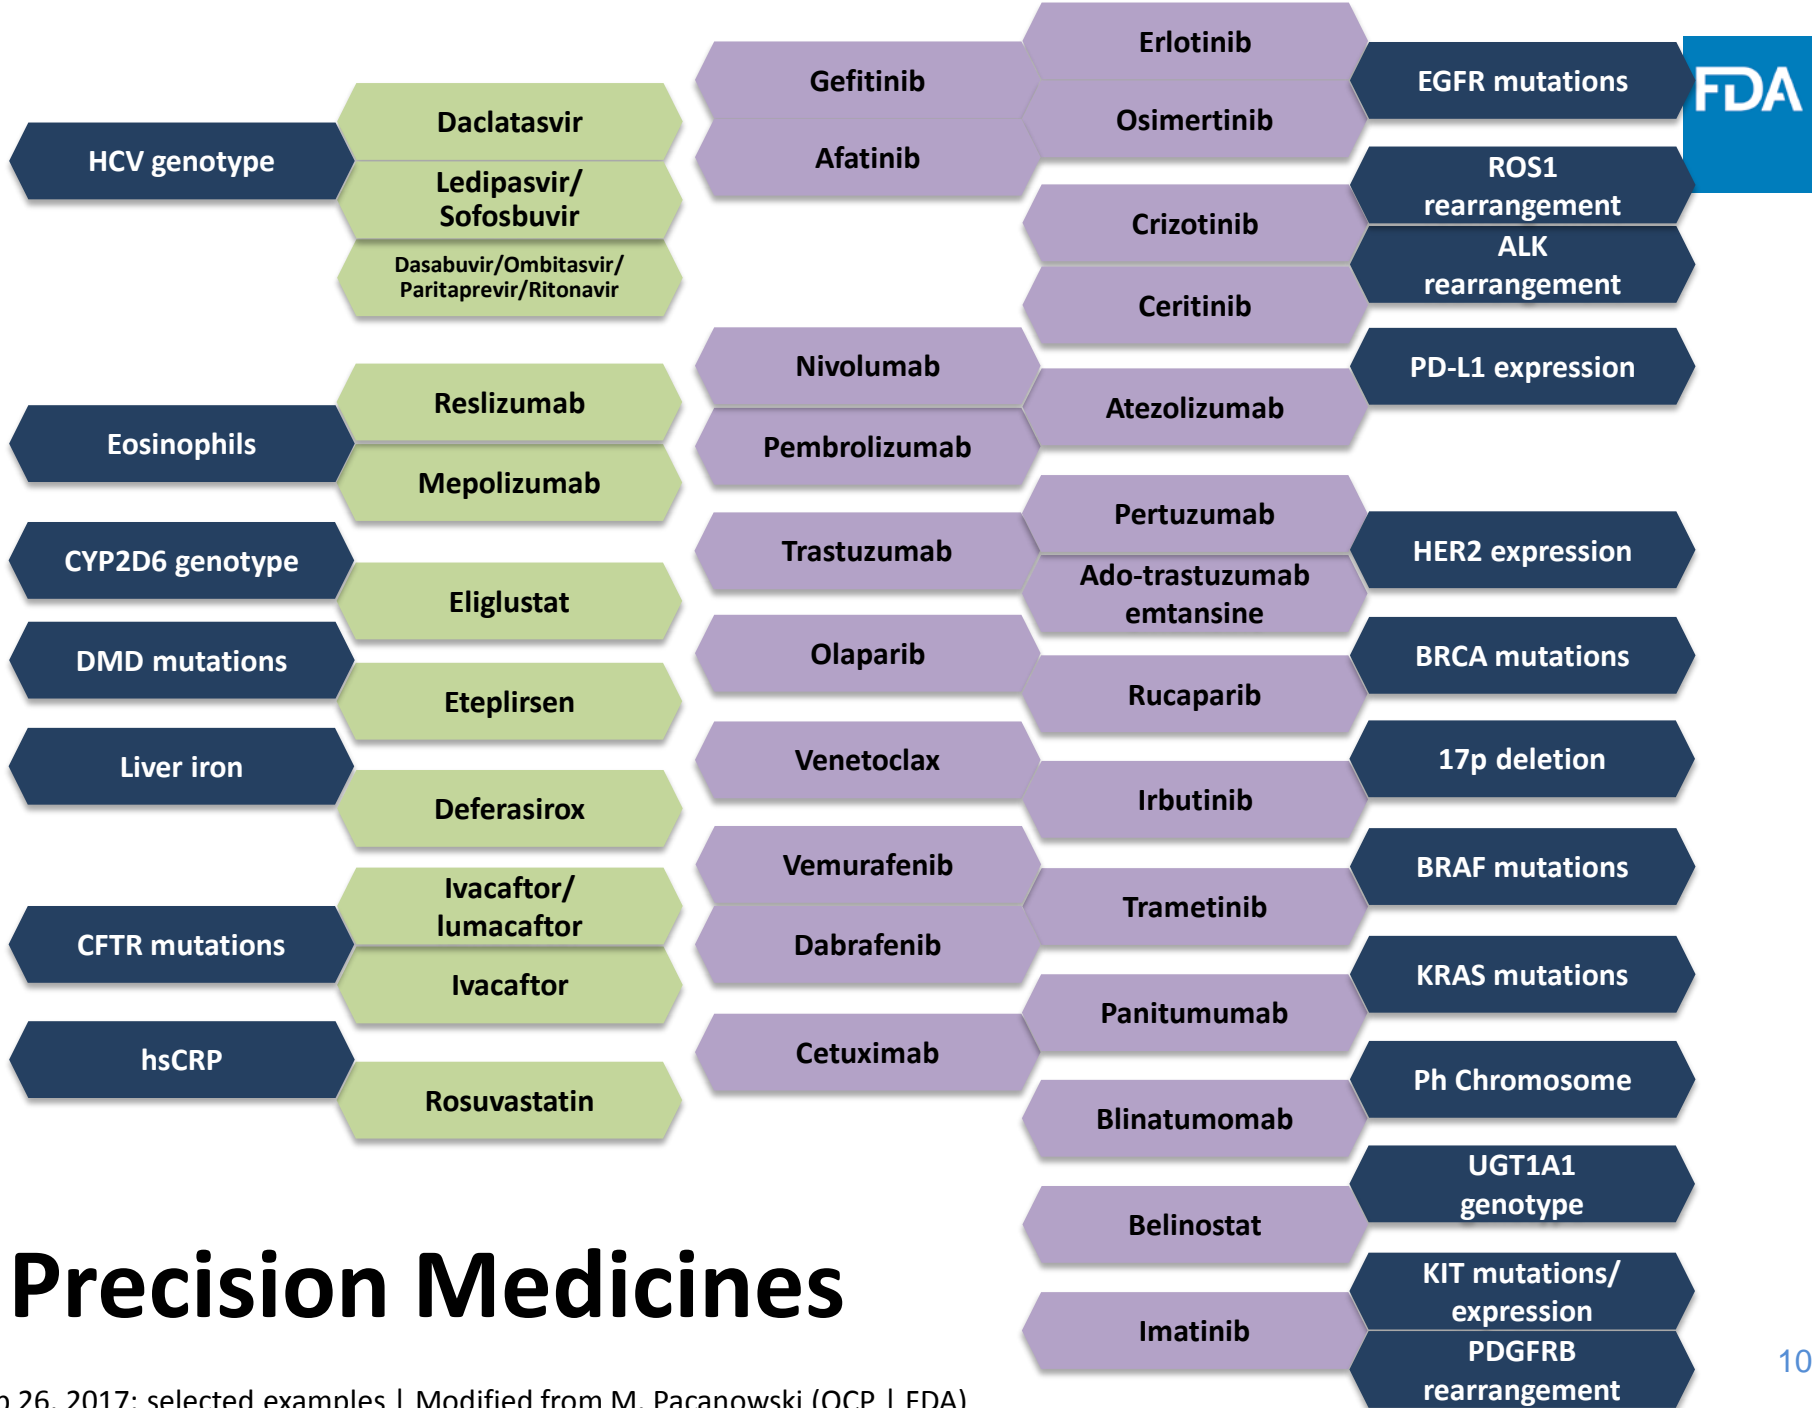 HCV genotype
Daclatasvir
Ledipasvir/
Sofosbuvir
Dasabuvir/Ombitasvir/
Paritaprevir/Ritonavir
Eosinophils
Reslizumab
Mepolizumab
CYP2D6 genotype
Eliglustat
DMD mutations
Eteplirsen
Liver iron
Deferasirox
CFTR mutations
Ivacaftor/
lumacaftor
Ivacaftor
hsCRP
Rosuvastatin
Gefitinib
Afatinib
Erlotinib
Osimertinib
EGFR mutations
FDA
Crizotinib
Ceritinib
ROS1
rearrangement
ALK
rearrangement
Nivolumab
Pembrolizumab
Atezolizumab
PD-L1 expression
Trastuzumab
Pertuzumab
Ado-trastuzumab
emtansine
HER2 expression
Olaparib
Rucaparib
BRCA mutations
Venetoclax
Irbutinib
17p deletion
Vemurafenib
Dabrafenib
Trametinib
BRAF mutations
Cetuximab
Panitumumab
KRAS mutations
Blinatumomab
Ph Chromosome
Belinostat
UGT1A1
genotype
Imatinib
KIT mutations/
expression
PDGFRB
rearrangement
Precision Medicines
26, 2017; selected examples | Modified from M. Pacanowski (OCP | FDA)
10